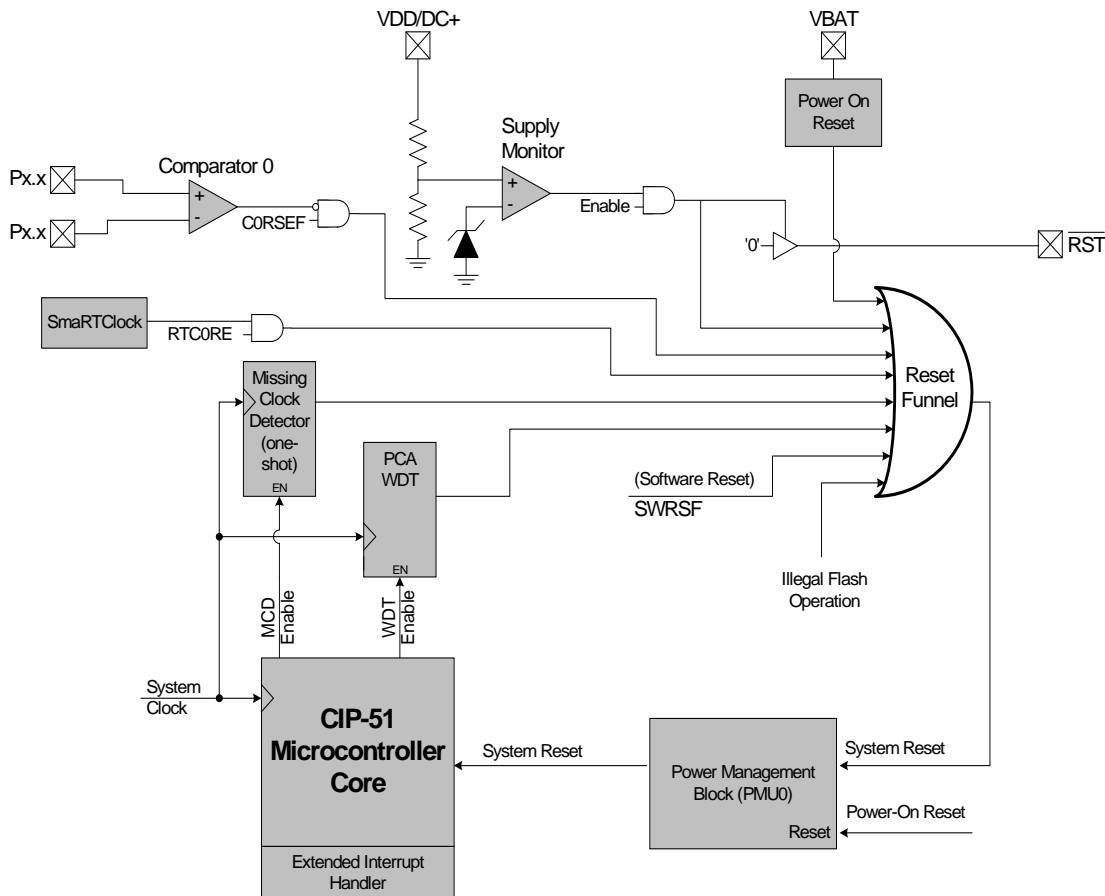 VDD/DC+
VBAT
Power On
Reset
Supply
Monitor
Comparator 0
Px.x
+
-
Px.x
C0RSEF
+
-
Enable
'0'
RST
SmaRTClock
RTC0RE
Missing
Clock
Detector
(one-
shot)
EN
PCA
WDT
EN
Reset
Funnel
(Software Reset)
SWRSF
Illegal Flash
Operation
MCD
Enable
WDT
Enable
System
Clock
CIP-51
Microcontroller
Core
Extended Interrupt
Handler
System Reset
Power Management
Block (PMU0)
Reset
System Reset
Power-On Reset